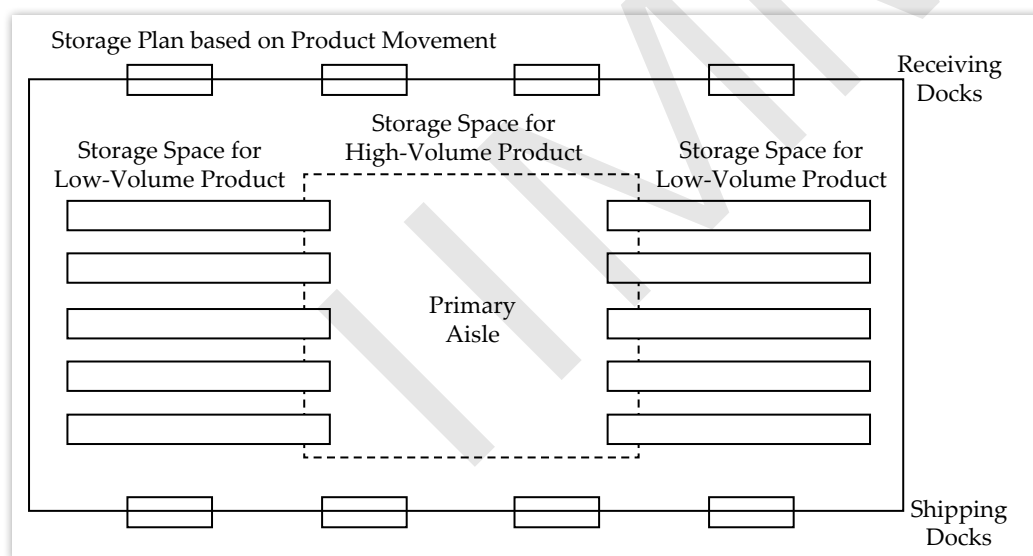 Storage Plan based on Product Movement
Receiving
Docks
Storage Space for
High-Volume Product
Storage Space for
Low-Volume Product
Storage Space for
Low-Volume Product
Primary
Aisle
Shipping
Docks